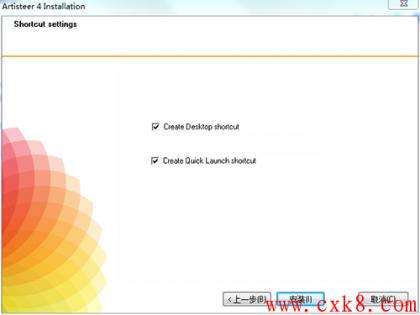 Artisteer 4 Installation
Shortcut settings
Create Desktop shortcut
Create Quick Launch shortcut
<上一步(B) 安装(I) 取消(C)
www.cxk8.com